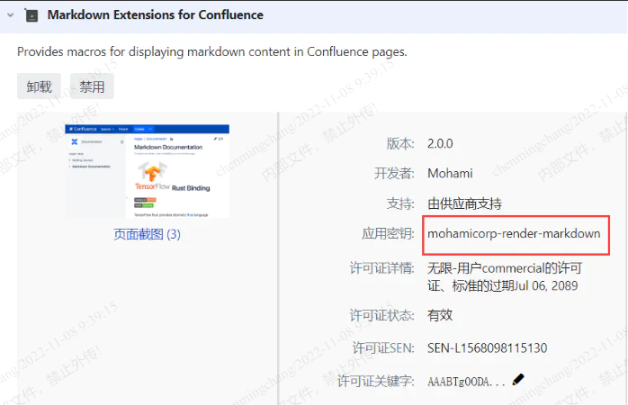 Markdown Extensions for Confluence
Provides macros for displaying markdown content in Confluence pages.
卸载
禁用
Confluence
Markdown Documentation
TensorFlow Rust Binding
页面截图 (3)
版本: 2.0.0
开发者: Mohami
支持: 由供应商支持
应用密钥: mohamicorp-render-markdown
许可证详情: 无限-用户commercial的许可
证、标准的过期Jul 06, 2089
许可证状态: 有效
许可证SEN: SEN-L1568098115130
许可证关键字: AAABTgOODA...
chenmingchang/2022-11-08 9:39:15
内部文件，禁止外传!